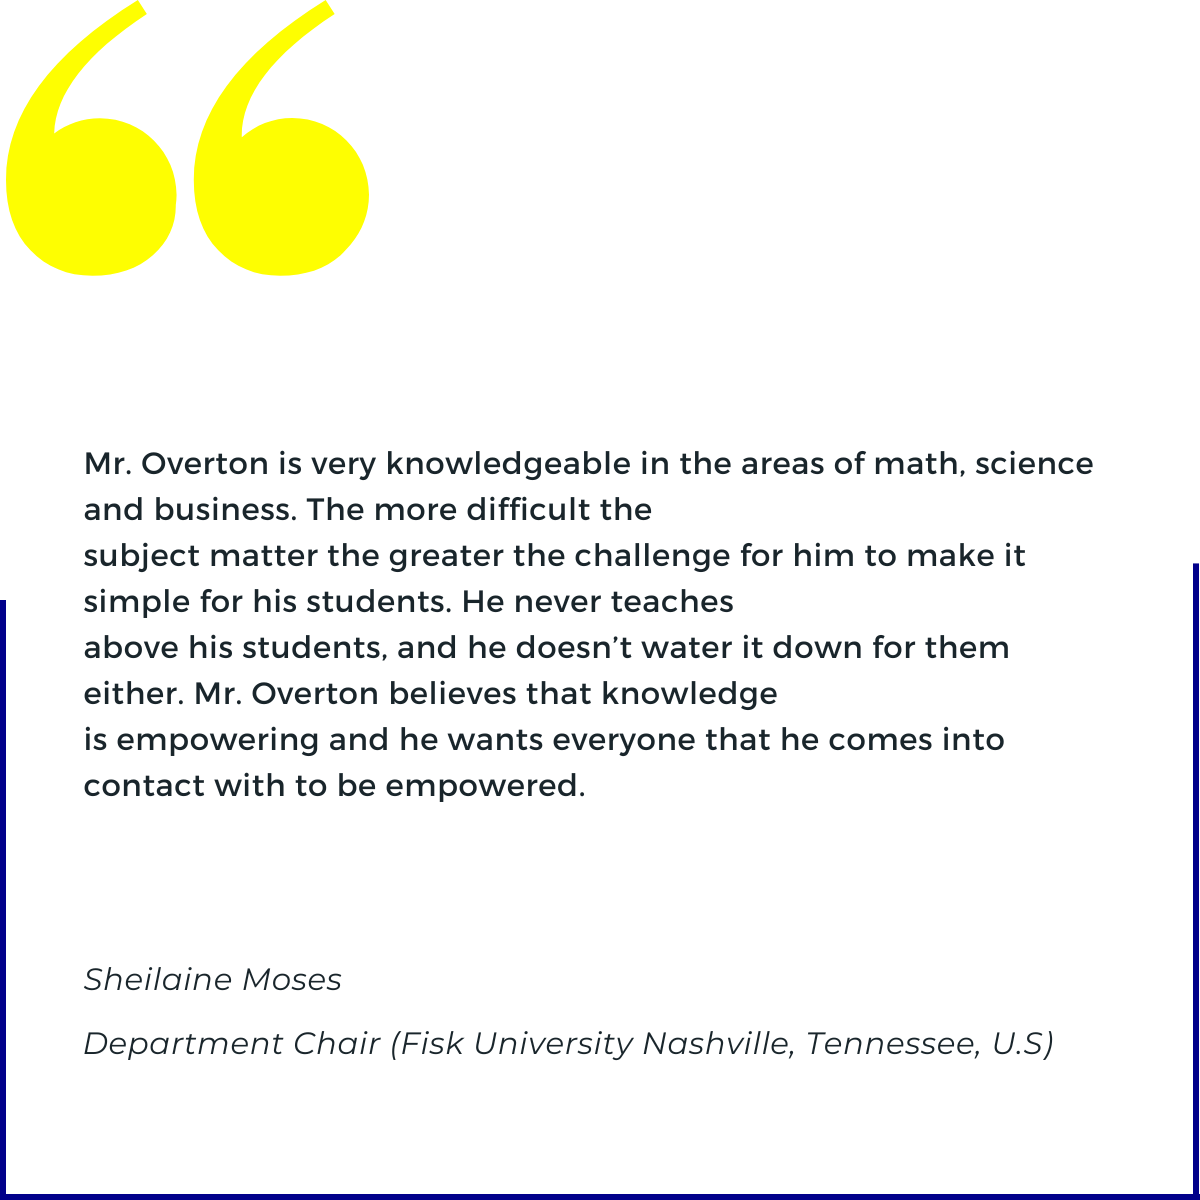 Mr. Overton is very knowledgeable in the areas of math, science
and business. The more difficult the
subject matter the greater the challenge for him to make it
simple for his students. He never teaches
above his students, and he doesn’t water it down for them
either. Mr. Overton believes that knowledge
is empowering and he wants everyone that he comes into
contact with to be empowered.
Sheilaine Moses
Department Chair (Fisk University Nashville, Tennessee, U.S)